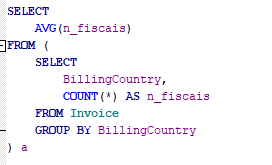 SELECT
AVG(n_fiscais)
FROM (
SELECT
BillingCountry,
COUNT(*) AS n_fiscais
FROM Invoice
GROUP BY BillingCountry
) a